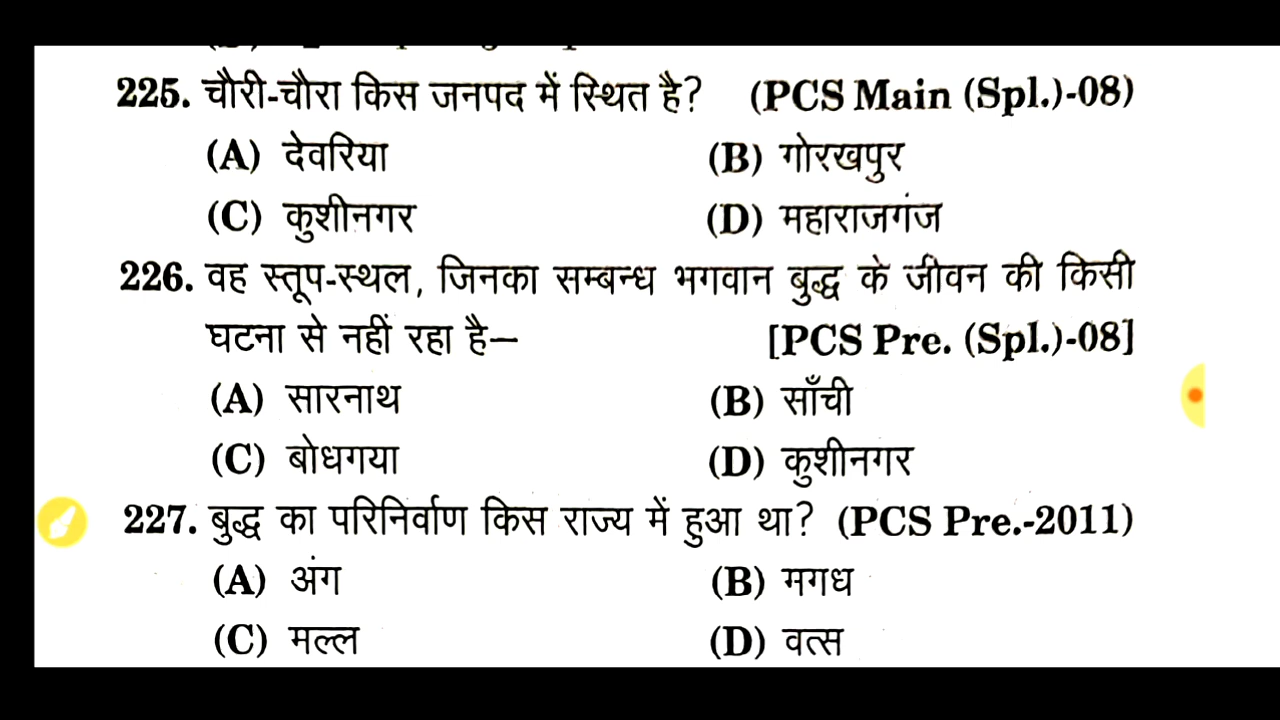 225. चौरी-चौरा किस जनपद में स्थित है? (PCS Main (Spl.)-08)
(A) देवरिया (B) गोरखपुर
(C) कुशीनगर (D) महाराजगंज
226. वह स्तूप-स्थल, जिनका सम्बन्ध भगवान बुद्ध के जीवन की किसी
घटना से नहीं रहा है— [PCS Pre. (Spl.)-08]
(A) सारनाथ (B) साँची
(C) बोधगया (D) कुशीनगर
227. बुद्ध का परिनिर्वाण किस राज्य में हुआ था? (PCS Pre.-2011)
(A) अंग (B) मगध
(C) मल्ल (D) वत्स